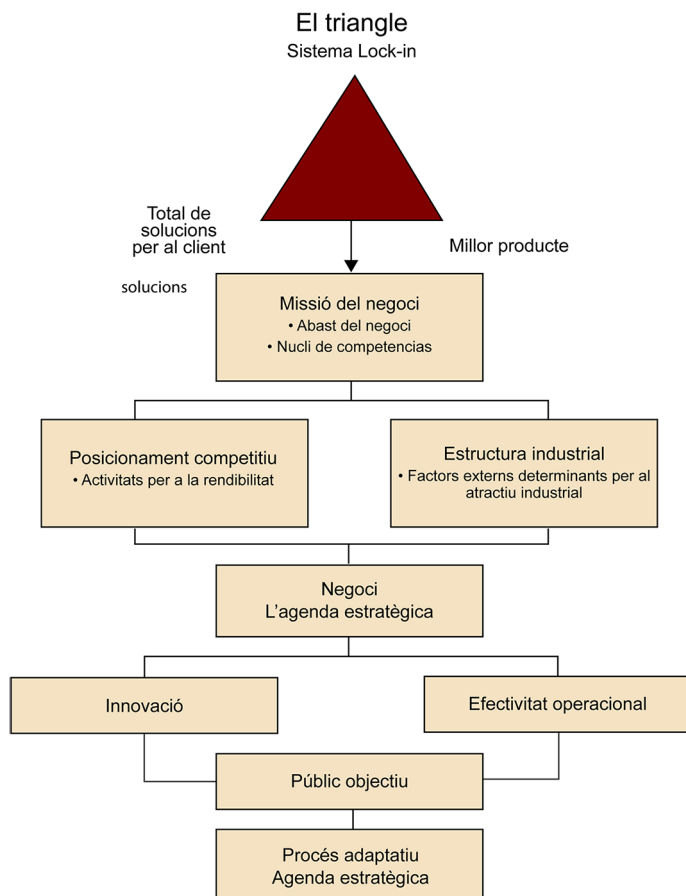 El triangle
Sistema Lock-in
Total de
solucions
per al client
Millor producte
solucions
Missió del negoci
• Abast del negoci
• Nucli de competencias
Posicionament competitiu
• Activitats per a la rendibilitat
Estructura industrial
• Factors externs determinants per al
atractiu industrial
Negoci
L'agenda estratègica
Innovació
Efectivitat operacional
Públic objectiu
Procés adaptatiu
Agenda estratègica